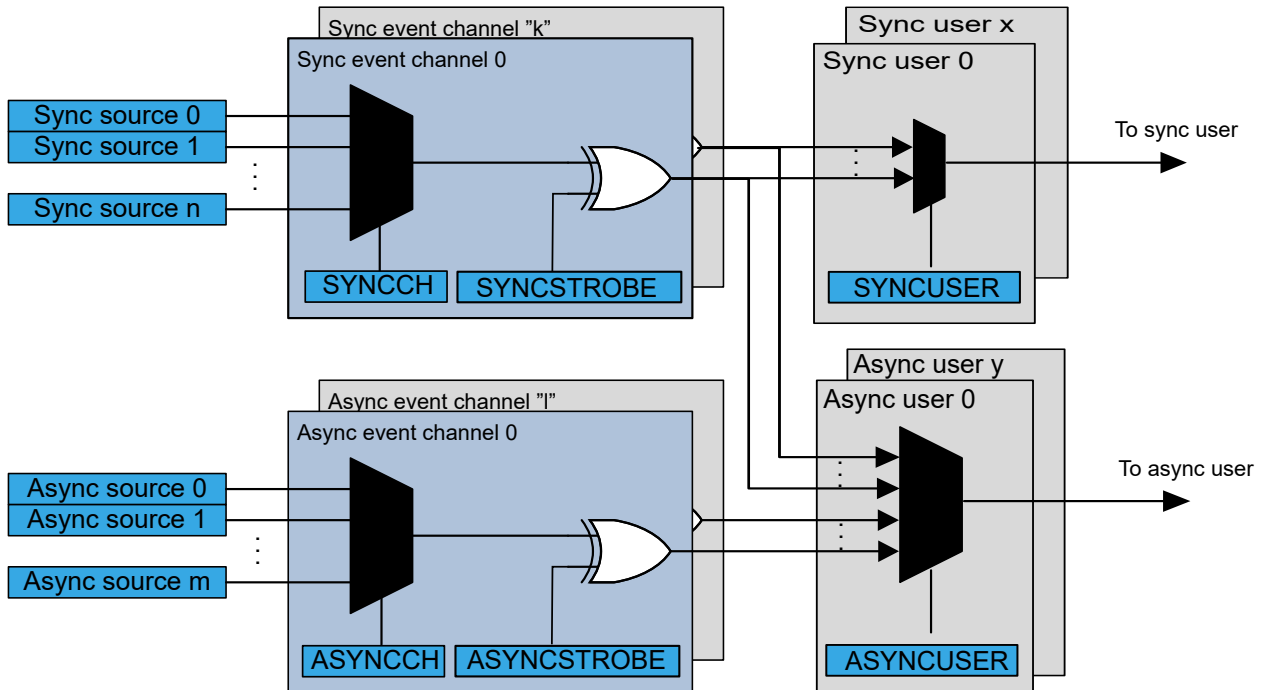 Sync event channel ”k”
Sync event channel 0
Sync source 0
Sync source 1
Sync source n
SYNCCH
SYNCSTROBE
Sync user x
Sync user 0
SYNCUSER
To sync user
Async event channel ”l”
Async event channel 0
Async source 0
Async source 1
Async source m
ASYNCCH
ASYNCSTROBE
Async user y
Async user 0
ASYNCUSER
To async user